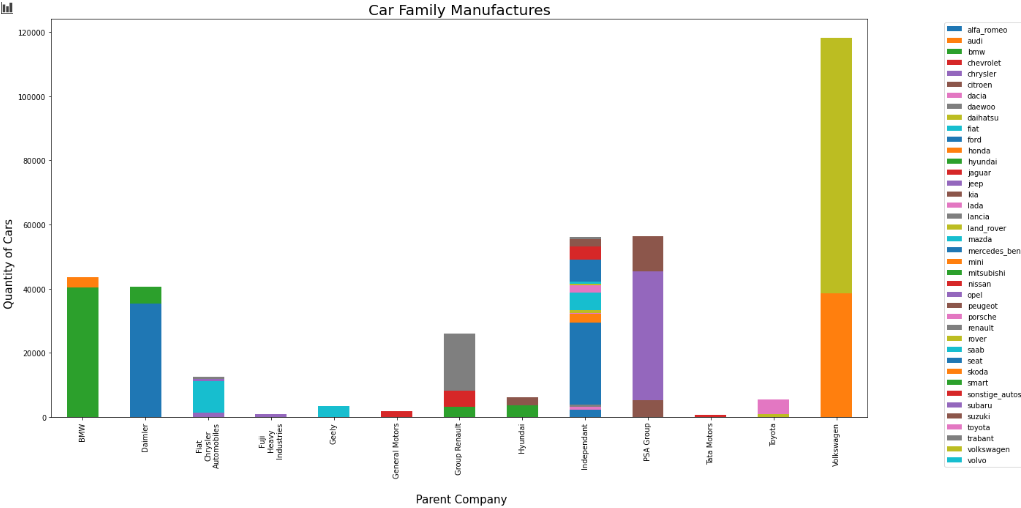 Car Family Manufactures
120000
100000
80000
60000
40000
20000
0
Quantity of Cars
BMW
Daimler
Fiat
Chrysler
Automobiles
Fuji
Heavy
Industries
Geely
General Motors
Group Renault
Hyundai
Independant
PSA Group
Tata Motors
Toyota
Volkswagen
Parent Company
alfa_romeo
audi
bmw
chevrolet
chrysler
citroen
dacia
daewoo
daihatsu
fiat
ford
honda
hyundai
jaguar
jeep
kia
lada
lancia
land_rover
mazda
mercedes_ben
mini
mitsubishi
nissan
opel
peugeot
porsche
renault
rover
saab
seat
skoda
smart
sonstige_autos
subaru
suzuki
toyota
trabant
volkswagen
volvo